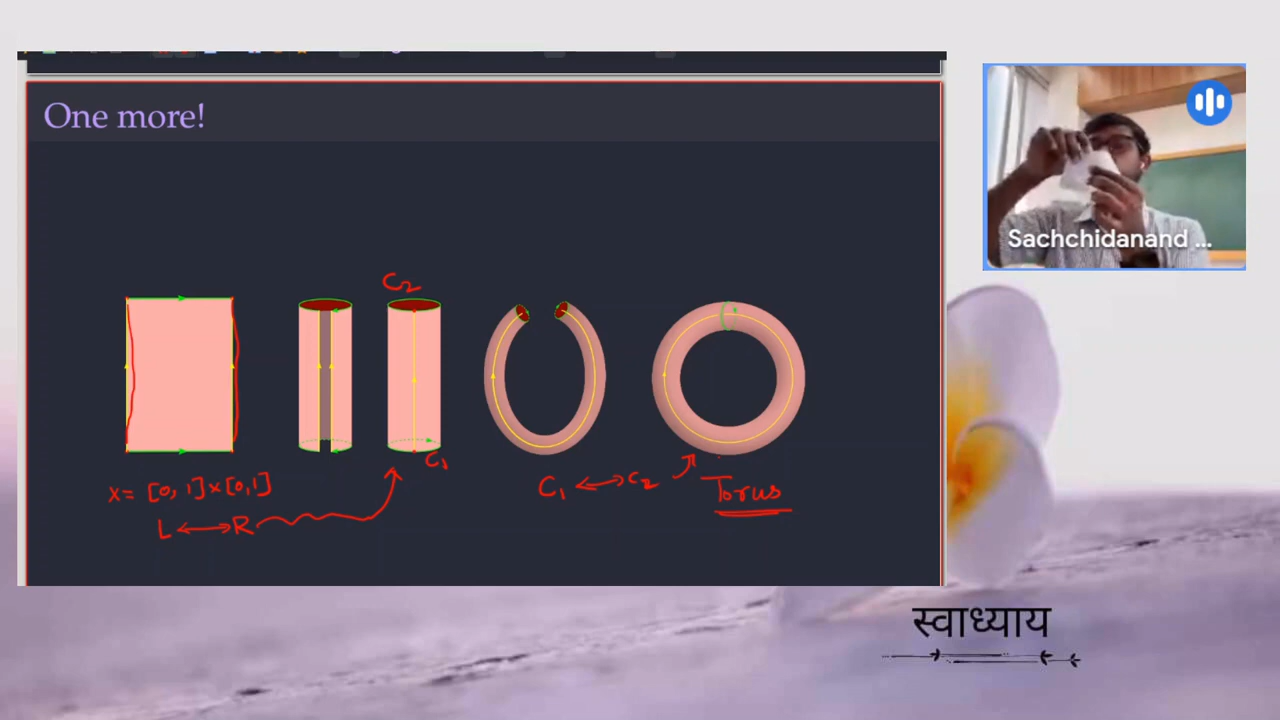 One more!
Sachchidanand ...
C₂
C₁
X = [0, 1] x [0,1]
C₁ ⟷ C₂
Torus
L ⟷ R
स्वाध्याय